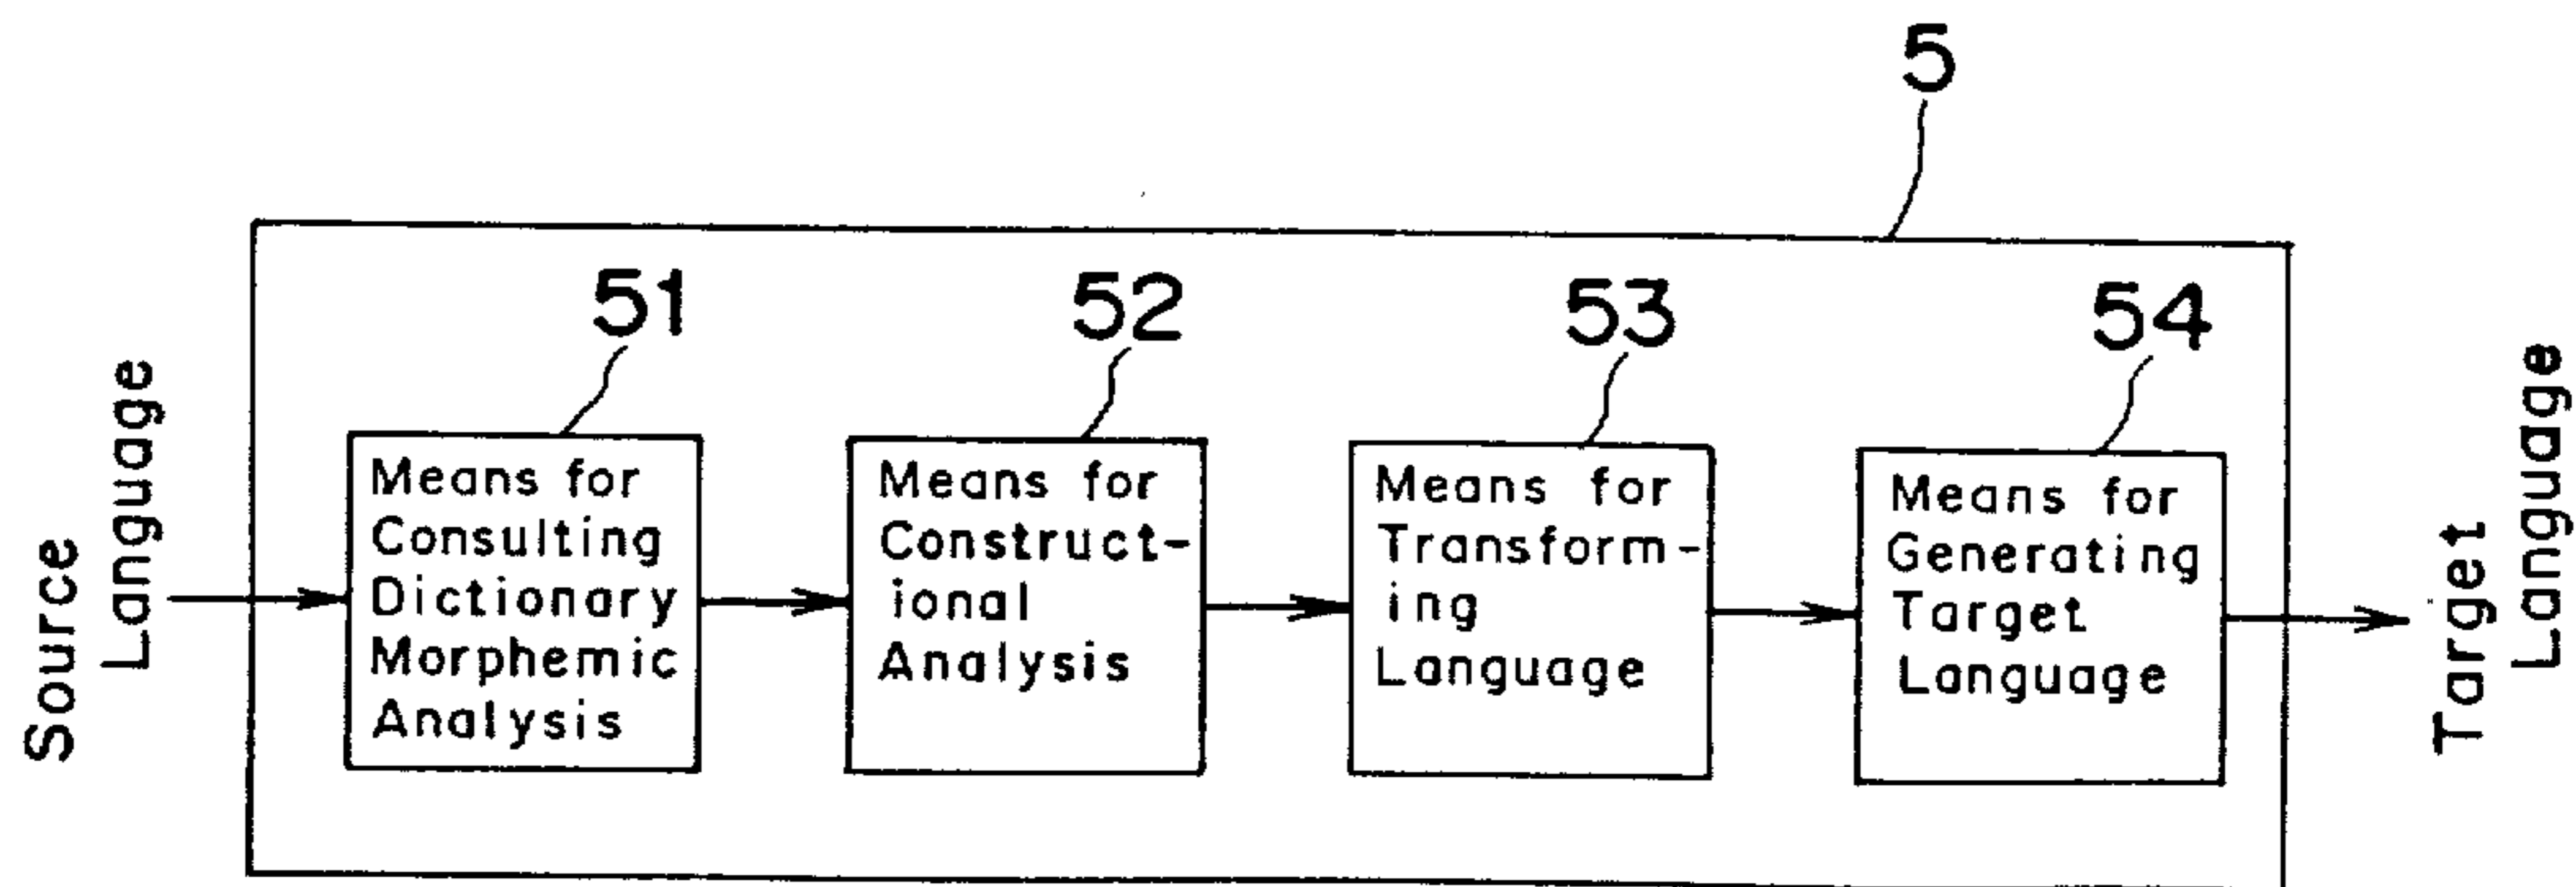 5
51
52
53
54
Source
Language
Means for
Consulting
Dictionary
Morphemic
Analysis
Means for
Construct-
ional
Analysis
Means for
Transform-
ing
Language
Means for
Generating
Target
Language
Target
Language